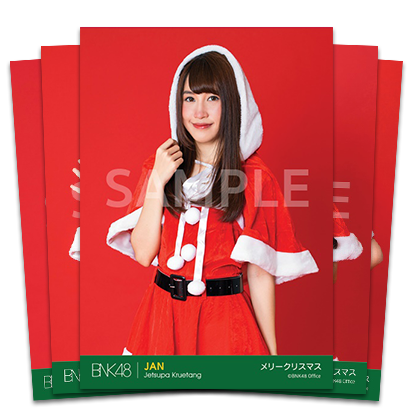 SAMPLE
BNK48
JAN
Jetsupa Kruetang
メリークリスマス
©BNK48 Office